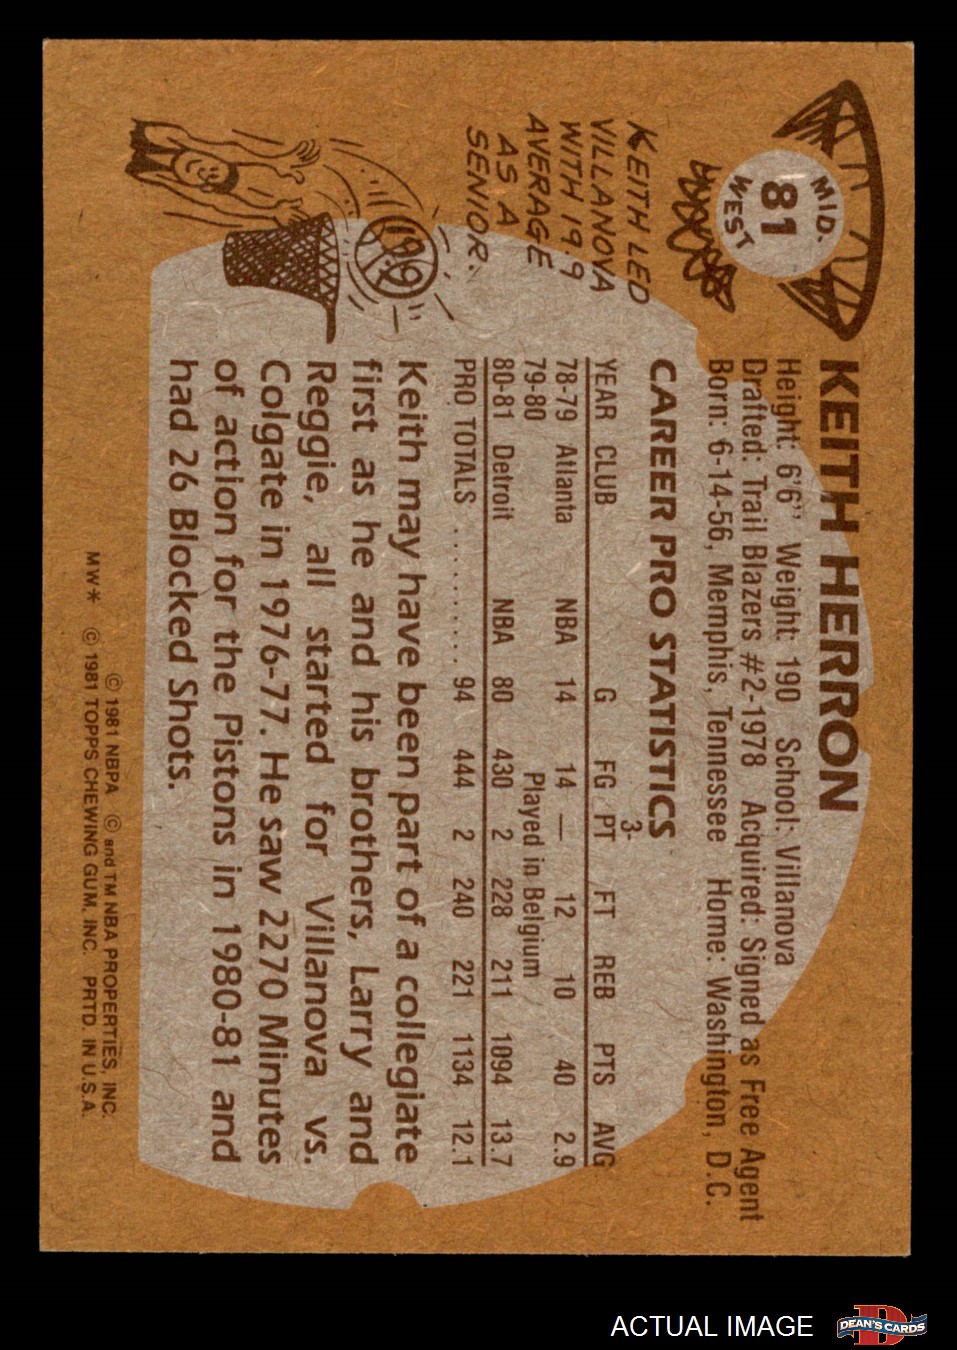 MID.
81
WEST
KEITH HERRON
Height: 6'6" Weight: 190 School: Villanova
Drafted: Trail Blazers #2-1978 Acquired: Signed as Free Agent
Born: 6-14-56, Memphis, Tennessee Home: Washington, D.C.
CAREER PRO STATISTICS
3-
YEAR CLUB G FG PT FT REB PTS AVG
78-79 Atlanta NBA 14 14 — 12 10 40 2.9
79-80 Played in Belgium
80-81 Detroit NBA 80 430 2 228 211 1094 13.7
PRO TOTALS .......... 94 444 2 240 221 1134 12.1
Keith may have been part of a collegiate
first as he and his brothers, Larry and
Reggie, all started for Villanova vs.
Colgate in 1976-77. He saw 2270 Minutes
of action for the Pistons in 1980-81 and
had 26 Blocked Shots.
KEITH LED
VILLANOVA
WITH 19.9
AVERAGE
AS A
SENIOR.
19.9
© 1981 NBPA © and TM NBA PROPERTIES, INC.
MW* © 1981 TOPPS CHEWING GUM, INC. PRTD. IN U.S.A.
ACTUAL IMAGE
D
DEAN'S CARDS